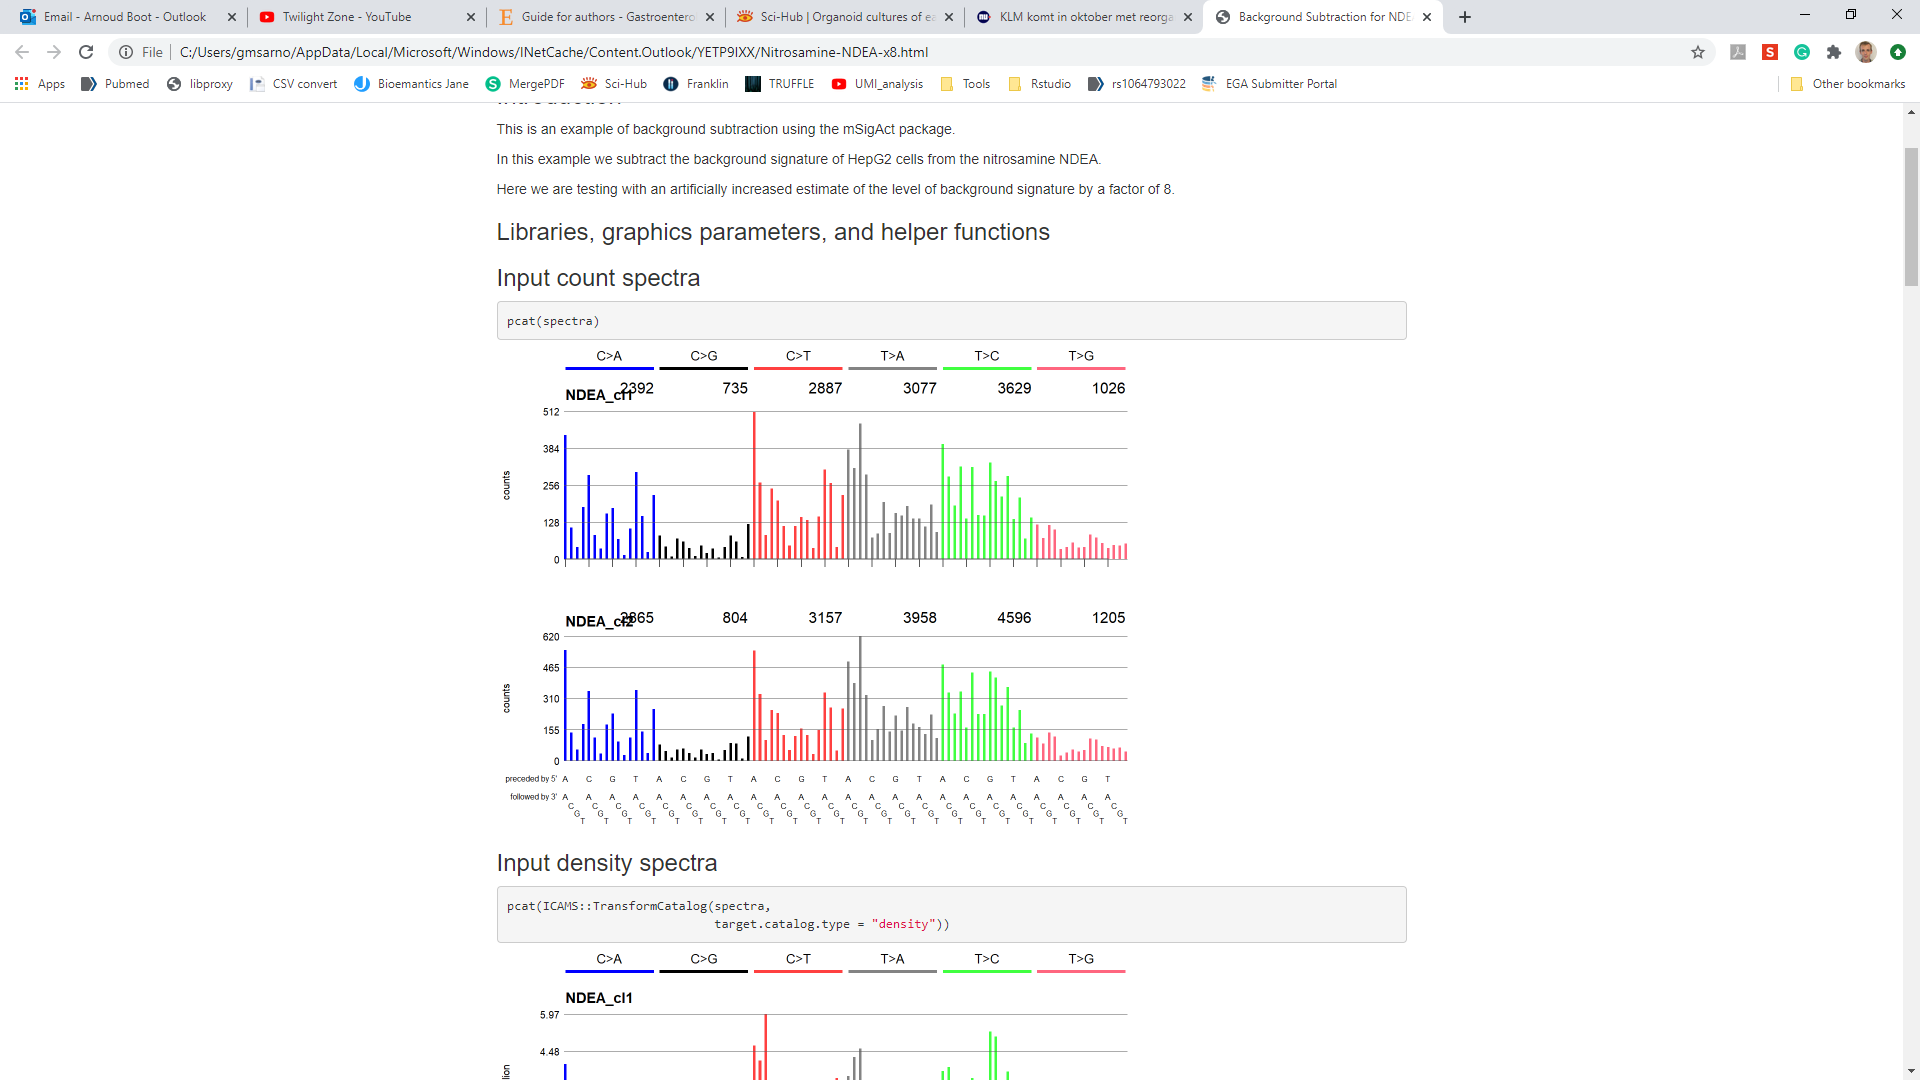 Email - Arnoud Boot - Outlook
Twilight Zone - YouTube
Guide for authors - Gastroentero
Sci-Hub | Organoid cultures of ea
KLM komt in oktober met reorga
Background Subtraction for NDE
File
C:/Users/gmsarno/AppData/Local/Microsoft/Windows/INetCache/Content.Outlook/YETP9IXX/Nitrosamine-NDEA-x8.html
Apps Pubmed libproxy CSV convert Bioemantics Jane MergePDF Sci-Hub Franklin TRUFFLE UMI_analysis Tools Rstudio rs1064793022 EGA Submitter Portal Other bookmarks
This is an example of background subtraction using the mSigAct package.
In this example we subtract the background signature of HepG2 cells from the nitrosamine NDEA.
Here we are testing with an artificially increased estimate of the level of background signature by a factor of 8.
Libraries, graphics parameters, and helper functions
Input count spectra
pcat(spectra)
C>A C>G C>T T>A T>C T>G
NDEA_cl1 2392 735 2887 3077 3629 1026
512
384
256
128
0
counts
NDEA_cl2 2865 804 3157 3958 4596 1205
620
465
310
155
0
counts
preceded by 5' A C G T A C G T A C G T A C G T A C G T A C G T
followed by 3' A A A A A A A A A A A A A A A A A A A A A A A A
C C C C C C C C C C C C C C C C C C C C C C C C
G G G G G G G G G G G G G G G G G G G G G G G G
T T T T T T T T T T T T T T T T T T T T T T T T
Input density spectra
pcat(ICAMS::TransformCatalog(spectra,
target.catalog.type = "density"))
C>A C>G C>T T>A T>C T>G
NDEA_cl1
5.97
4.48